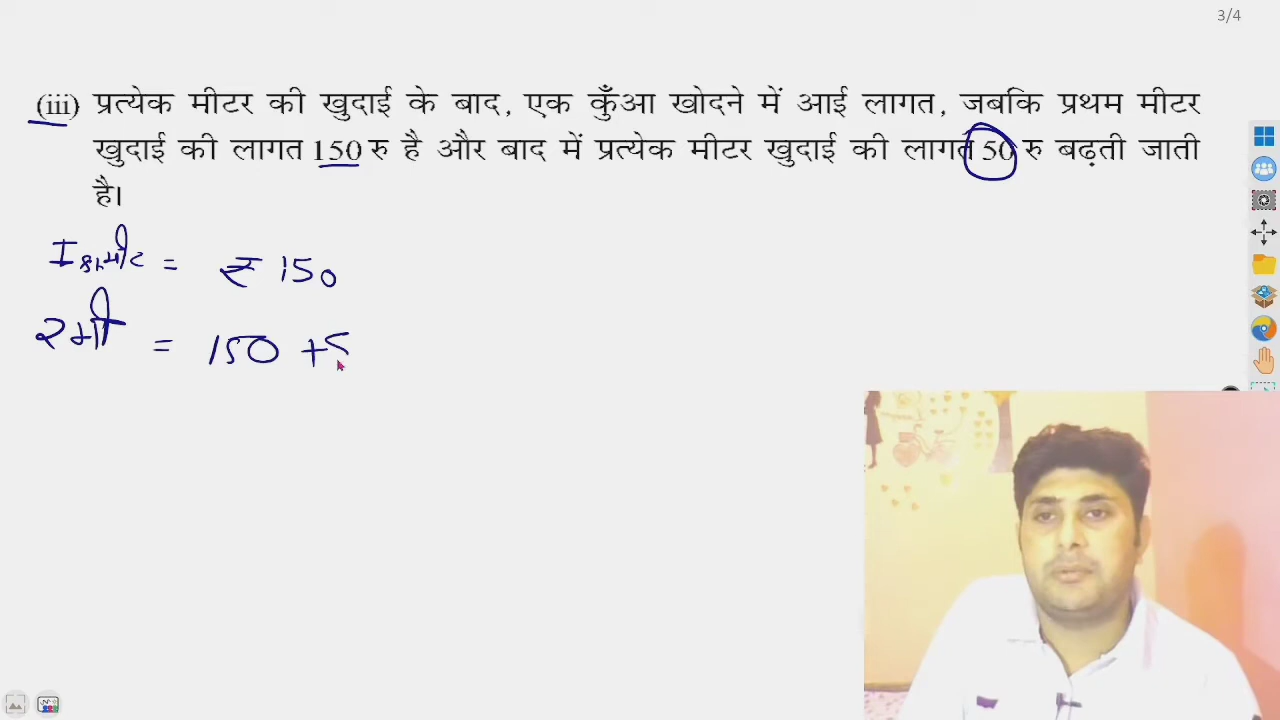 3/4
(iii) प्रत्येक मीटर की खुदाई के बाद, एक कुँआ खोदने में आई लागत, जबकि प्रथम मीटर
खुदाई की लागत 150 रु है और बाद में प्रत्येक मीटर खुदाई की लागत 50 रु बढ़ती जाती
है।
= ₹ 150
2 मी = 150 + 5